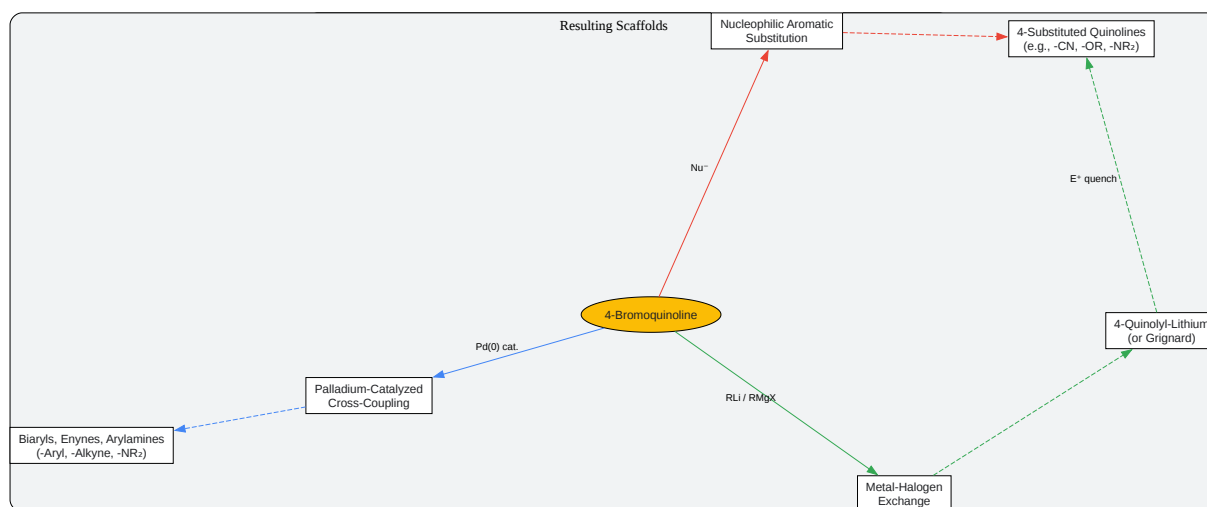 Resulting Scaffolds
Nucleophilic Aromatic
Substitution
4-Substituted Quinolines
(e.g., -CN, -OR, -NR₂)
Nu⁻
E⁺ quench
4-Bromoquinoline
4-Quinolyl-Lithium
(or Grignard)
Pd(0) cat.
Palladium-Catalyzed
Cross-Coupling
RLi / RMgX
Biaryls, Enynes, Arylamines
(-Aryl, -Alkyne, -NR₂)
Metal-Halogen
Exchange